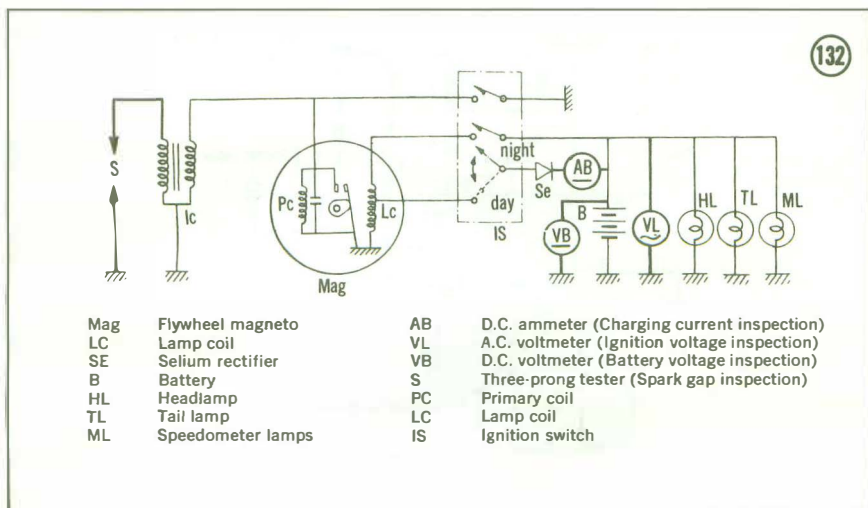 132
S
Ic
Pc
Lc
Mag
night
day
IS
Se
AB
VB
B
VL
HL
TL
ML
Mag Flywheel magneto
LC Lamp coil
SE Selium rectifier
B Battery
HL Headlamp
TL Tail lamp
ML Speedometer lamps
AB D.C. ammeter (Charging current inspection)
VL A.C. voltmeter (Ignition voltage inspection)
VB D.C. voltmeter (Battery voltage inspection)
S Three-prong tester (Spark gap inspection)
PC Primary coil
LC Lamp coil
IS Ignition switch